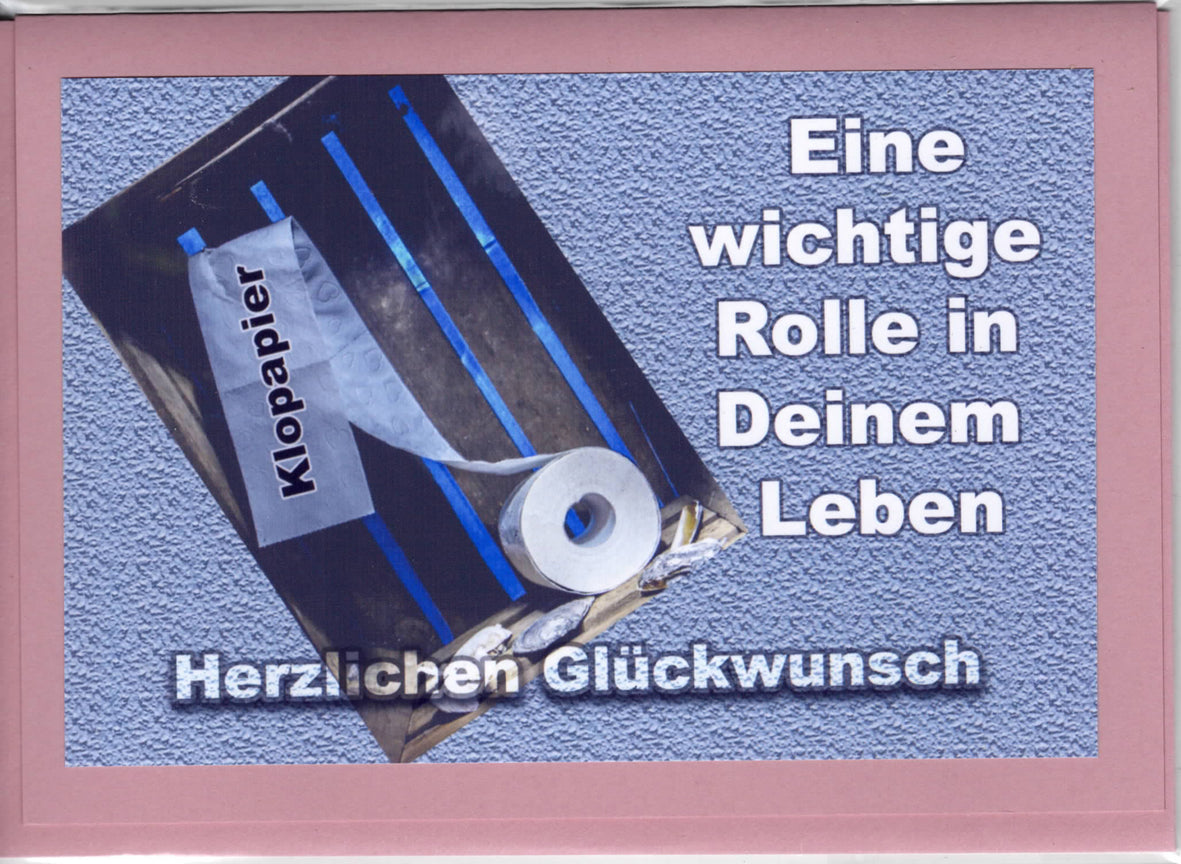 Eine
wichtige
Rolle in
Deinem
Leben
Klopapier
Herzlichen Glückwunsch